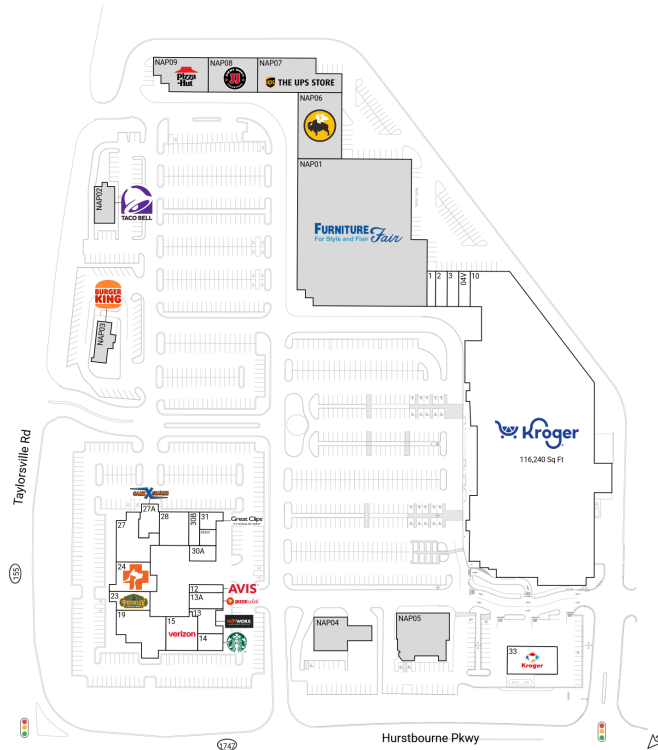 NAP09
Pizza
Hut
NAP08
JJ
NAP07
ups
THE UPS STORE
NAP06
NAP01
FURNITURE
Fair
For Style and Flair
NAP02
TACO BELL
BURGER
KING
NAP03
1
2
3
04V
10
Kroger
116,240 Sq Ft
Taylorsville Rd
155
27A
27
28
30B
31
Great Clips
30A
24
23
19
12
13A
AVIS
13
HOTWORX
15
verizon
14
NAP04
NAP05
33
Kroger
Hurstbourne Pkwy
1747